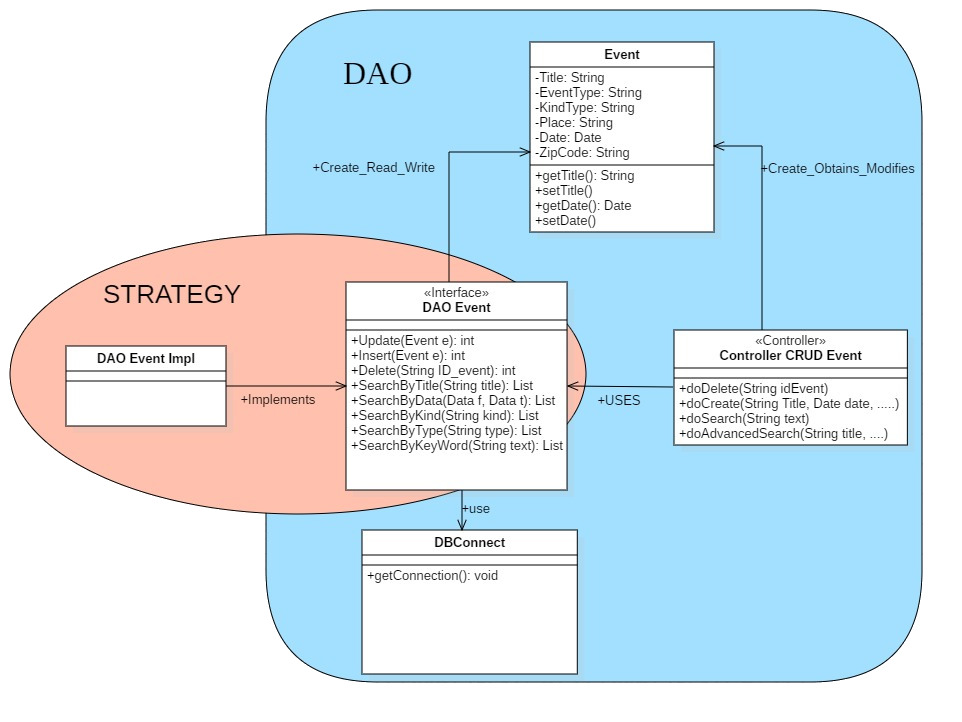 DAO
Event
-Title: String
-EventType: String
-KindType: String
-Place: String
-Date: Date
-ZipCode: String
+getTitle(): String
+setTitle()
+getDate(): Date
+setDate()
+Create_Read_Write
+Create_Obtains_Modifies
STRATEGY
«Interface»
DAO Event
+Update(Event e): int
+Insert(Event e): int
+Delete(String ID_event): int
+SearchByTitle(String title): List
+SearchByData(Data f, Data t): List
+SearchByKind(String kind): List
+SearchByType(String type): List
+SearchByKeyWord(String text): List
DAO Event Impl
+Implements
+USES
«Controller»
Controller CRUD Event
+doDelete(String idEvent)
+doCreate(String Title, Date date, .....)
+doSearch(String text)
+doAdvancedSearch(String title, ....)
+use
DBConnect
+getConnection(): void